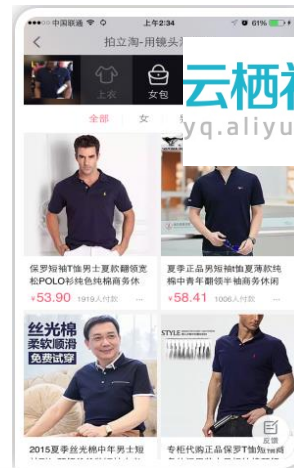 中国联通
上午2:34
61%
拍立淘-用镜头
上衣
女包
云栖
yq.aliyu
全部
女
STYLE
保罗短袖T恤男士夏款翻领宽
松POLO衫纯色纯棉商务休
¥53.90 1919人付款
夏季正品男短袖t恤夏薄款纯
棉中青年翻领半袖商务休闲
¥58.41 1006人付款
丝光棉
柔软顺滑
免费试穿
STYLE
反馈
2015夏季丝光棉中年男士短
专柜代购正品保罗T恤